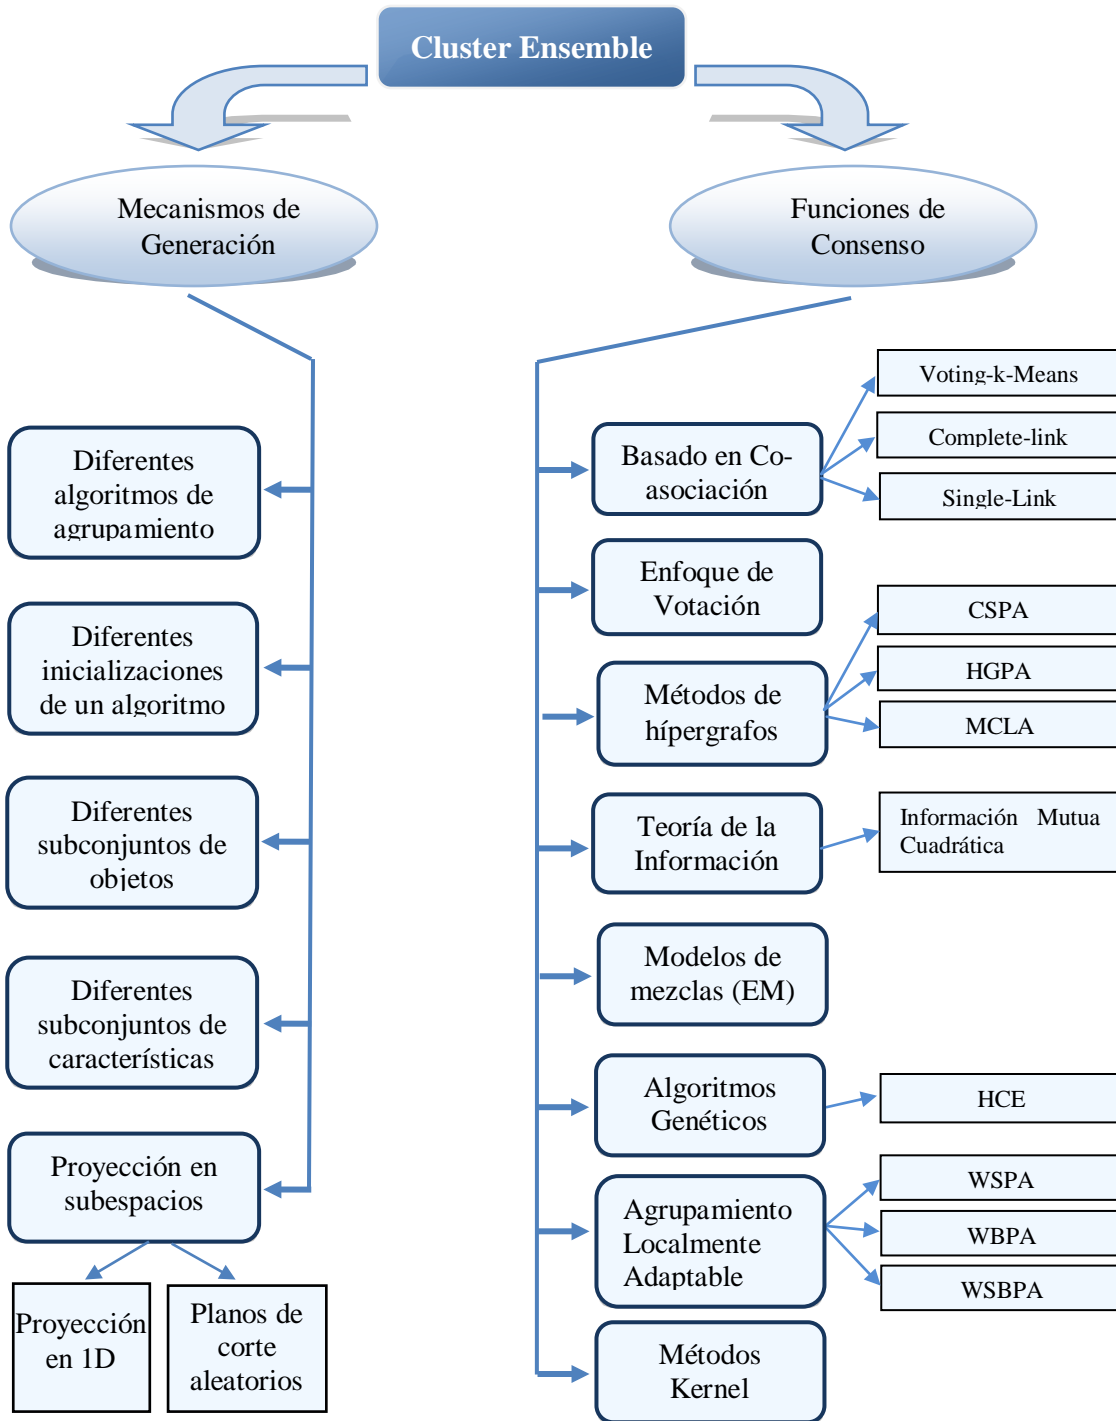 Cluster Ensemble
Mecanismos de
Generación
Funciones de
Consenso
Diferentes
algoritmos de
agrupamiento
Diferentes
inicializaciones
de un algoritmo
Diferentes
subconjuntos de
objetos
Diferentes
subconjuntos de
características
Proyección en
subespacios
Proyección
en 1D
Planos de
corte
aleatorios
Basado en Co-
asociación
Voting-k-Means
Complete-link
Single-Link
Enfoque de
Votación
Métodos de
hípergrafos
CSPA
HGPA
MCLA
Teoría de la
Información
Información Mutua
Cuadrática
Modelos de
mezclas (EM)
Algoritmos
Genéticos
HCE
Agrupamiento
Localmente
Adaptable
WSPA
WBPA
WSBPA
Métodos
Kernel